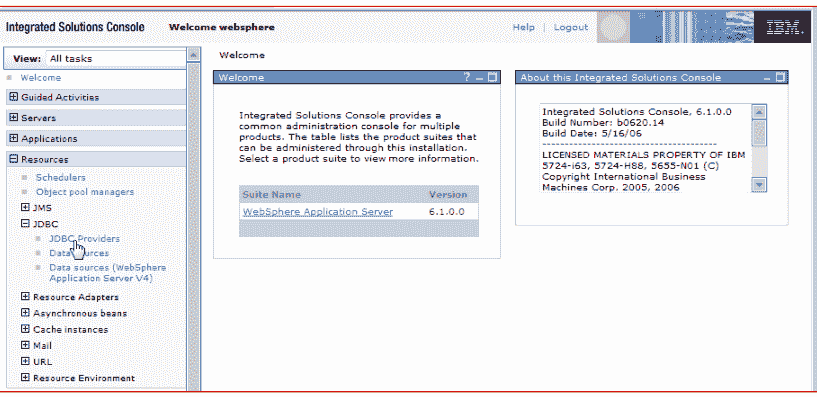 Integrated Solutions Console Welcome websphere Help | Logout IBM.
View: All tasks
Welcome
Guided Activities
Servers
Applications
Resources
Schedulers
Object pool managers
JMS
JDBC
JDBC Providers
Data sources
Data sources (WebSphere
Application Server V4)
Resource Adapters
Asynchronous beans
Cache instances
Mail
URL
Resource Environment
Welcome
Welcome ? –
Integrated Solutions Console provides a
common administration console for multiple
products. The table lists the product suites that
can be administered through this installation.
Select a product suite to view more information.
Suite Name Version
WebSphere Application Server 6.1.0.0
About this Integrated Solutions Console –
Integrated Solutions Console, 6.1.0.0
Build Number: b0620.14
Build Date: 5/16/06
----------------------------------
LICENSED MATERIALS PROPERTY OF IBM
5724-i63, 5724-H88, 5655-N01 (C)
Copyright International Business
Machines Corp. 2005, 2006